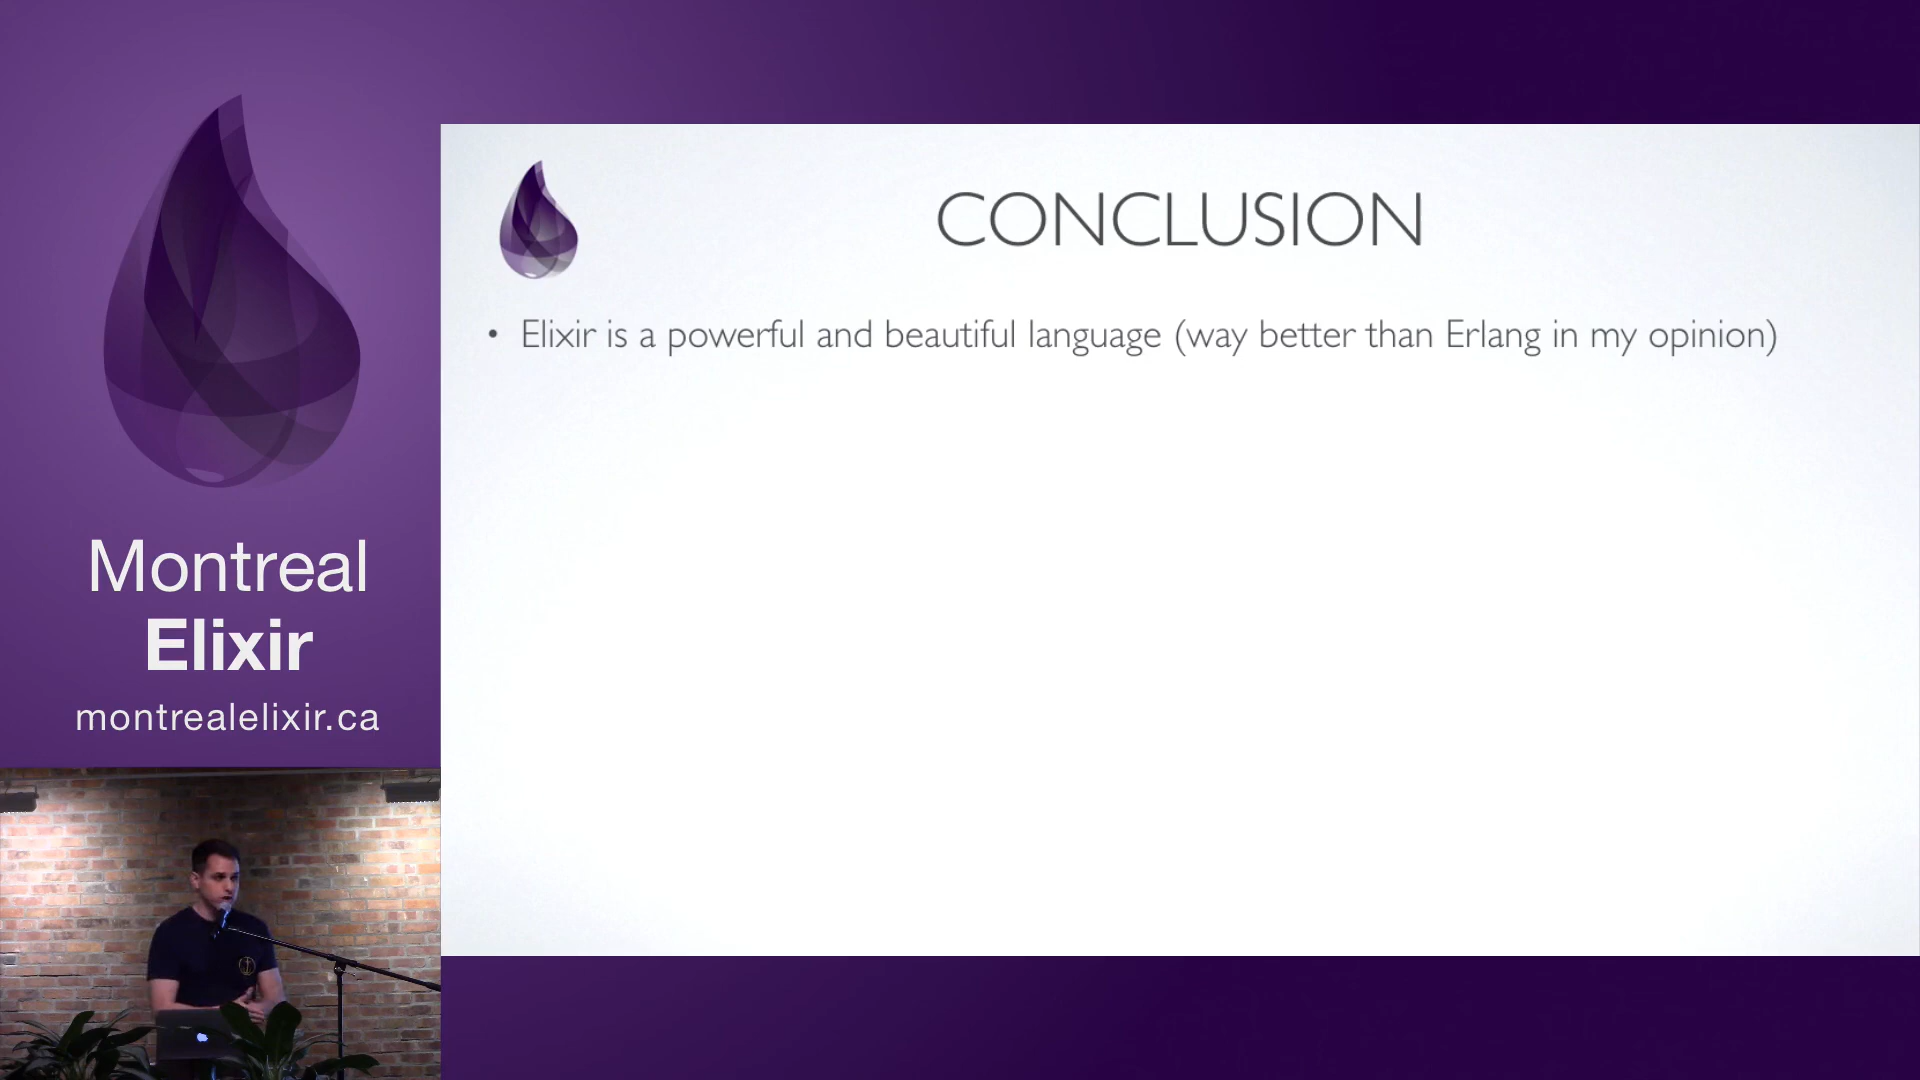 Montreal
Elixir
montrealelixir.ca
CONCLUSION
• Elixir is a powerful and beautiful language (way better than Erlang in my opinion)